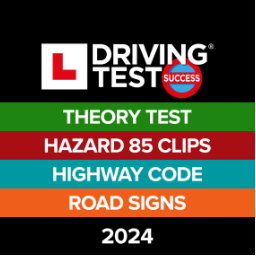 L
DRIVING®
TEST
SUCCESS
THEORY TEST
HAZARD 85 CLIPS
HIGHWAY CODE
ROAD SIGNS
2024